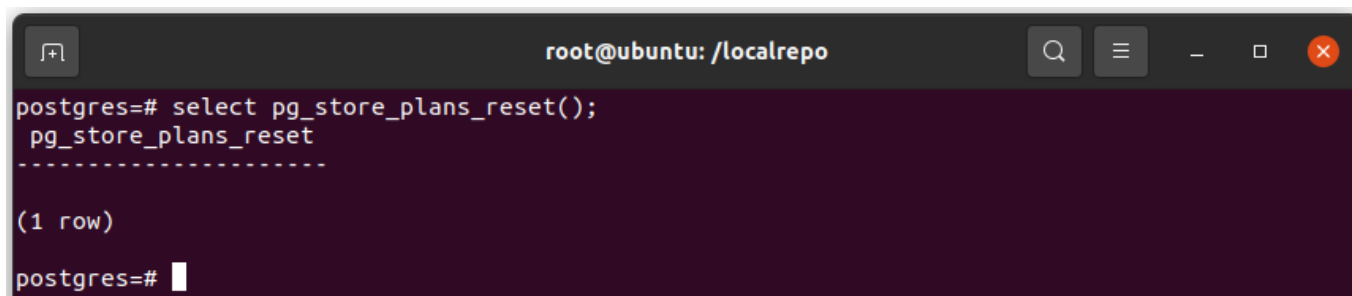 root@ubuntu: /localrepo
postgres=# select pg_store_plans_reset();
 pg_store_plans_reset
----------------------
(1 row)
postgres=#